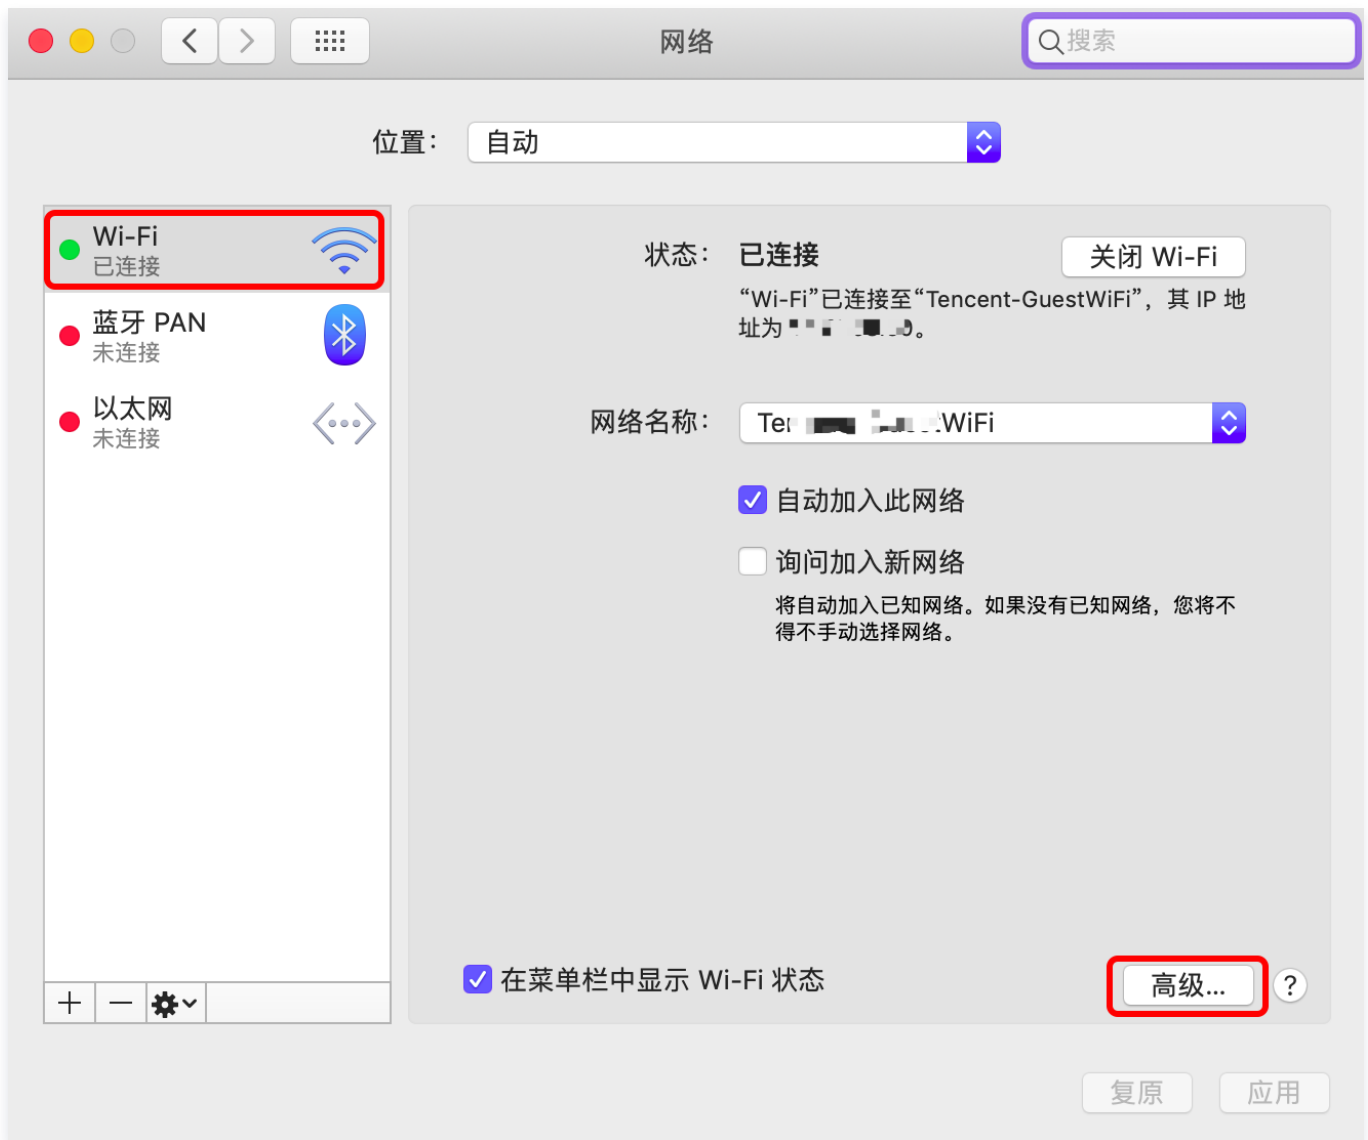 网络
搜索
位置：
自动
Wi-Fi
已连接
蓝牙 PAN
未连接
以太网
未连接
状态：
已连接
关闭 Wi-Fi
“Wi-Fi”已连接至“Tencent-GuestWiFi”，其 IP 地
址为
网络名称：
WiFi
自动加入此网络
询问加入新网络
将自动加入已知网络。如果没有已知网络，您将不
得不手动选择网络。
在菜单栏中显示 Wi-Fi 状态
高级...
?
复原
应用